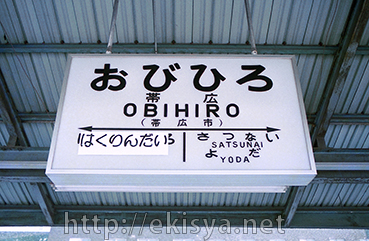 おびひろ
帯広
OBIHIRO
(帯広市)
はくりんだいら
さつない
SATSUNAI
よだ
YODA
http://ekisya.net